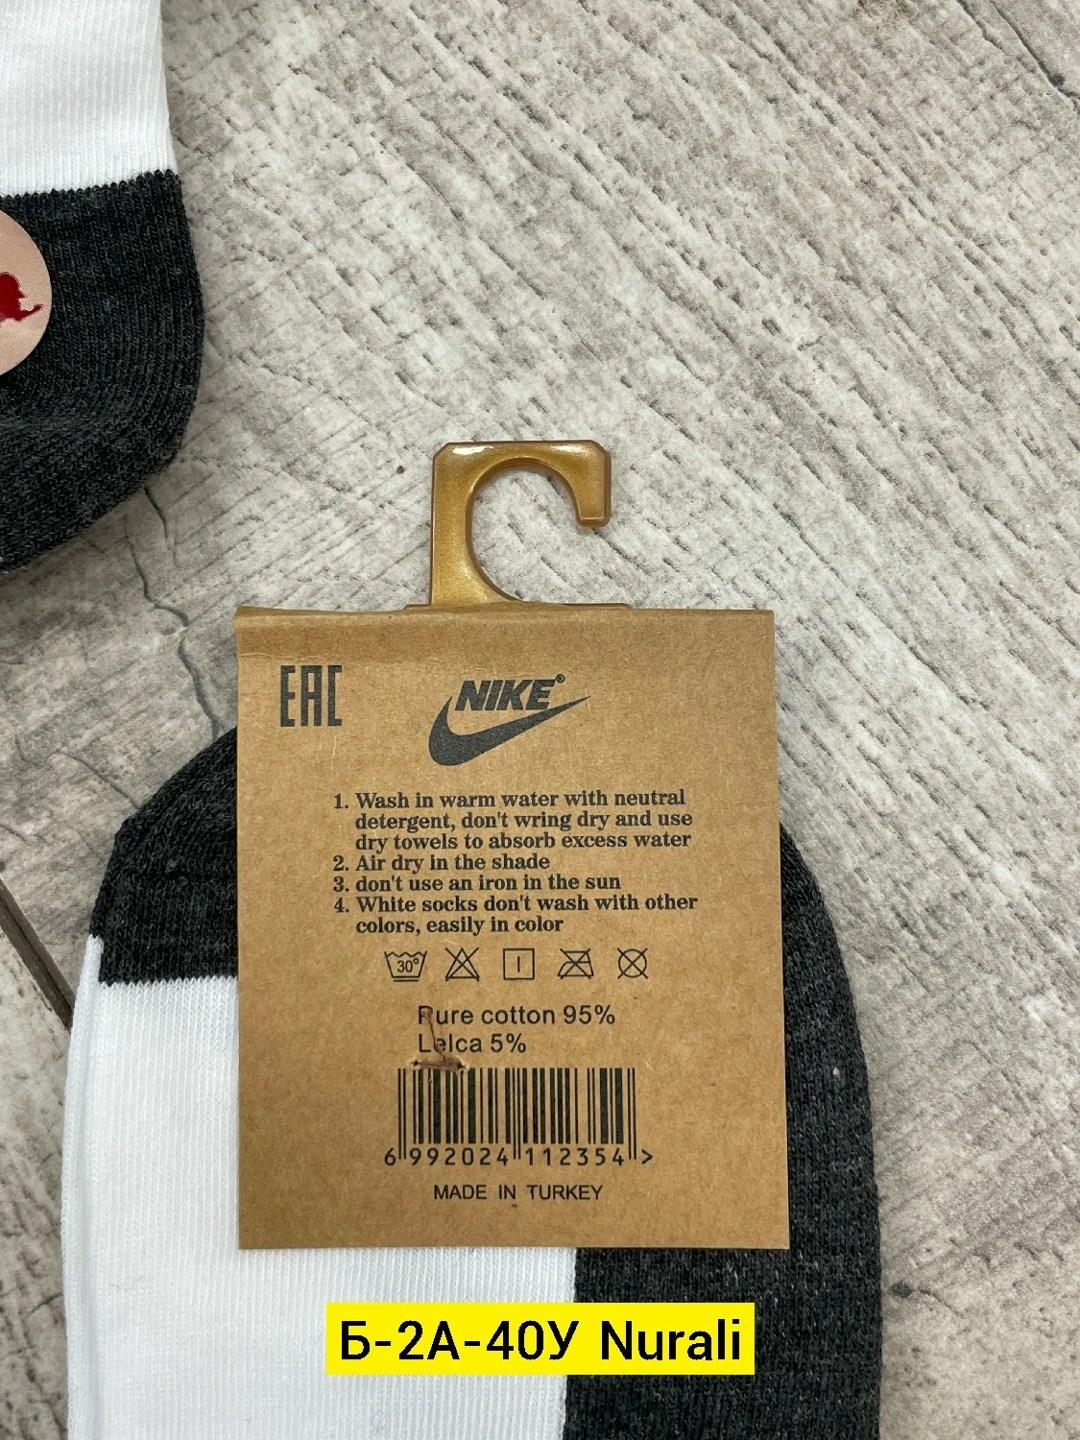 EAC
NIKE®
1. Wash in warm water with neutral
detergent, don't wring dry and use
dry towels to absorb excess water
2. Air dry in the shade
3. don't use an iron in the sun
4. White socks don't wash with other
colors, easily in color
30°
Pure cotton 95%
Lelca 5%
6 992024 112354 >
MADE IN TURKEY
Б-2А-40У Nurali